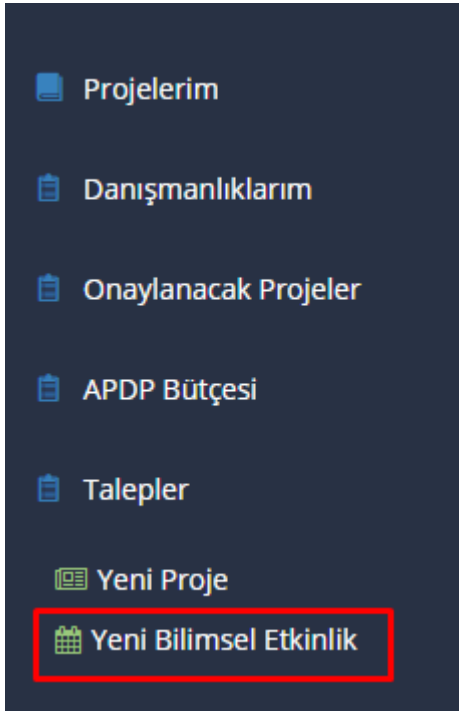 Projelerim
Danışmanlıklarım
Onaylanacak Projeler
APDP Bütçesi
Talepler
Yeni Proje
Yeni Bilimsel Etkinlik